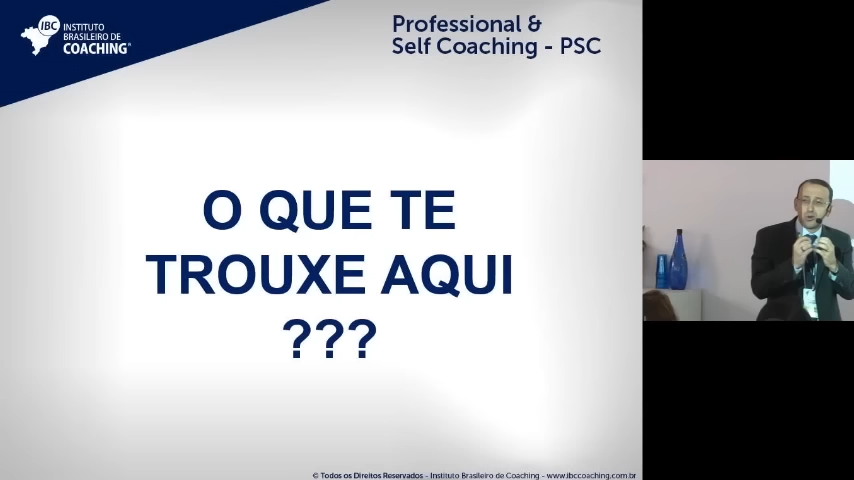 IBC
INSTITUTO
BRASILEIRO DE
COACHING®
Professional &
Self Coaching - PSC
O QUE TE
TROUXE AQUI
???
© Todos os Direitos Reservados - Instituto Brasileiro de Coaching - www.ibccoaching.com.br